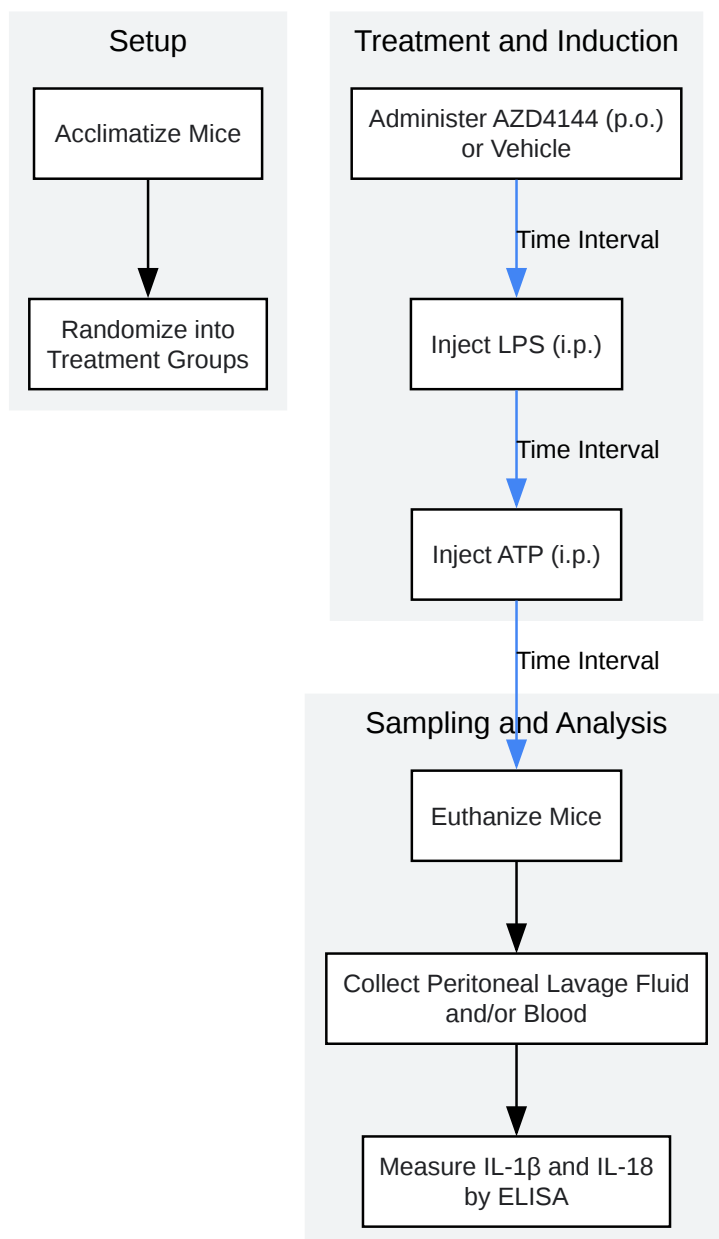 Setup
Acclimatize Mice
Randomize into
Treatment Groups
Treatment and Induction
Administer AZD4144 (p.o.)
or Vehicle
Time Interval
Inject LPS (i.p.)
Time Interval
Inject ATP (i.p.)
Time Interval
Sampling and Analysis
Euthanize Mice
Collect Peritoneal Lavage Fluid
and/or Blood
Measure IL-1β and IL-18
by ELISA